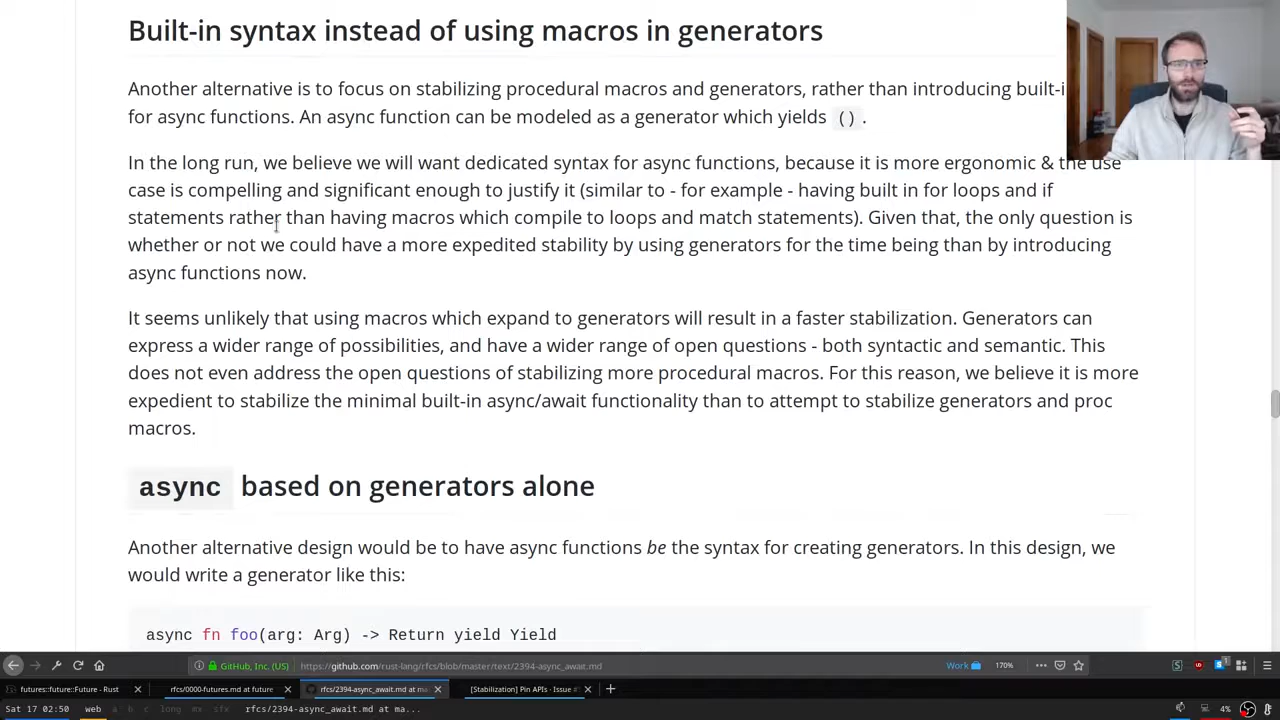 Built-in syntax instead of using macros in generators
Another alternative is to focus on stabilizing procedural macros and generators, rather than introducing built-i
for async functions. An async function can be modeled as a generator which yields () .
In the long run, we believe we will want dedicated syntax for async functions, because it is more ergonomic & the use
case is compelling and significant enough to justify it (similar to - for example - having built in for loops and if
statements rather than having macros which compile to loops and match statements). Given that, the only question is
whether or not we could have a more expedited stability by using generators for the time being than by introducing
async functions now.
It seems unlikely that using macros which expand to generators will result in a faster stabilization. Generators can
express a wider range of possibilities, and have a wider range of open questions - both syntactic and semantic. This
does not even address the open questions of stabilizing more procedural macros. For this reason, we believe it is more
expedient to stabilize the minimal built-in async/await functionality than to attempt to stabilize generators and proc
macros.
async based on generators alone
Another alternative design would be to have async functions be the syntax for creating generators. In this design, we
would write a generator like this:
async fn foo(arg: Arg) -> Return yield Yield
GitHub, Inc. (US) https://github.com/rust-lang/rfcs/blob/master/text/2394-async_await.md Work 170%
futures::future::Future - Rust rfcs/0000-futures.md at future rfcs/2394-async_await.md at ma [Stabilization] Pin APIs · Issue
Sat 17 02:50 web a b c long mx sfx rfcs/2394-async_await.md at ma... 4%